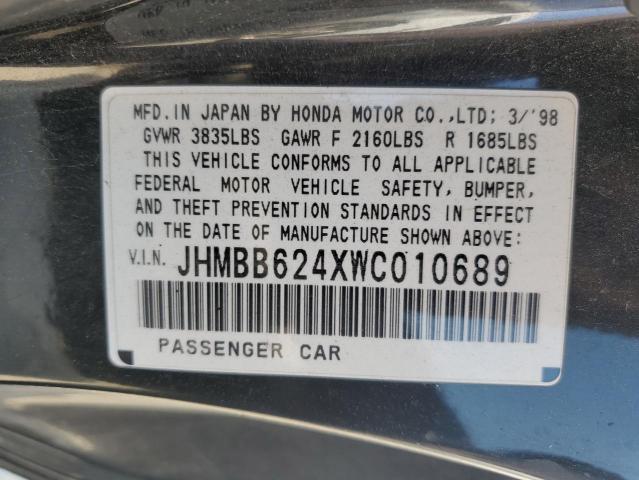 MFD.IN JAPAN BY HONDA MOTOR CO.,LTD; 3/'98
GVWR 3835LBS GAWR F 2160LBS R 1685LBS
THIS VEHICLE CONFORMS TO ALL APPLICABLE
FEDERAL MOTOR VEHICLE SAFETY, BUMPER,
AND THEFT PREVENTION STANDARDS IN EFFECT
ON THE DATE OF MANUFACTURE SHOWN ABOVE:
V.I.N. JHMBB624XWC010689
PASSENGER CAR